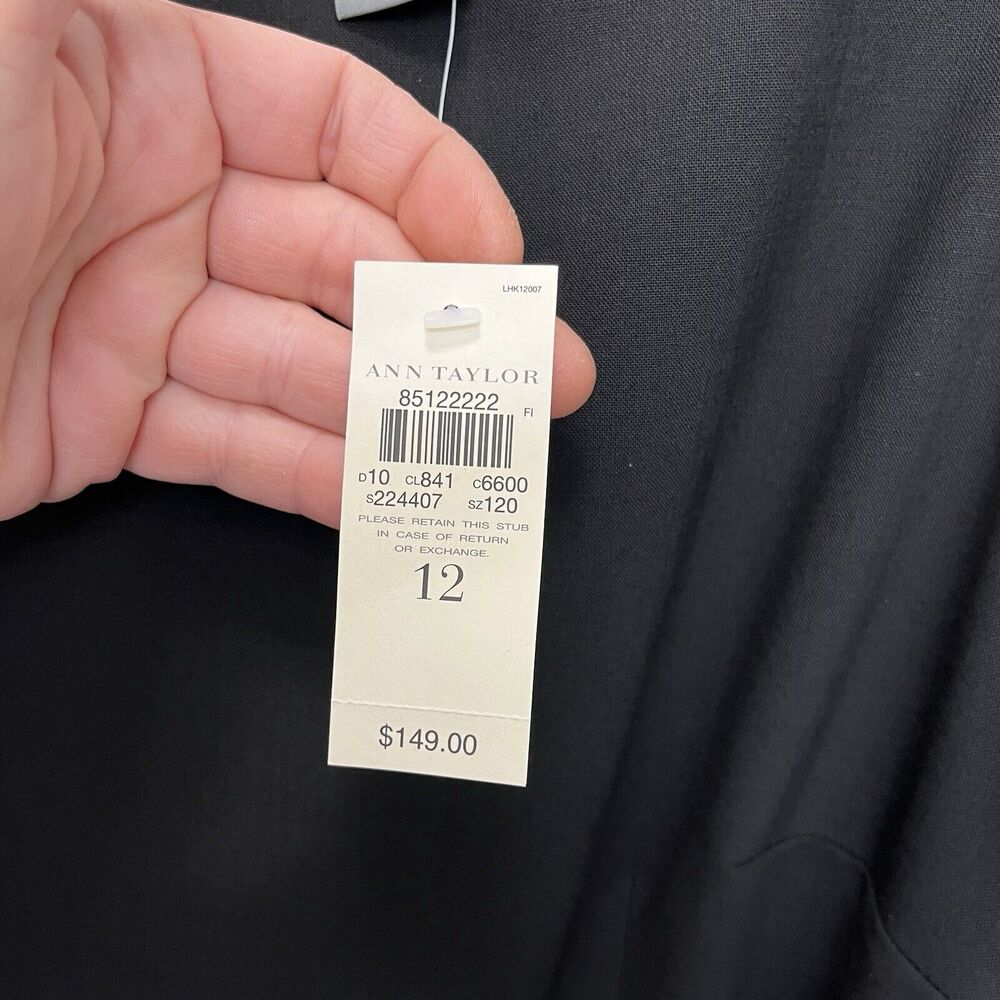 LHK12007
ANN TAYLOR
85122222 FI
D10 CL841 C6600
S224407 SZ120
PLEASE RETAIN THIS STUB
IN CASE OF RETURN
OR EXCHANGE.
12
$149.00